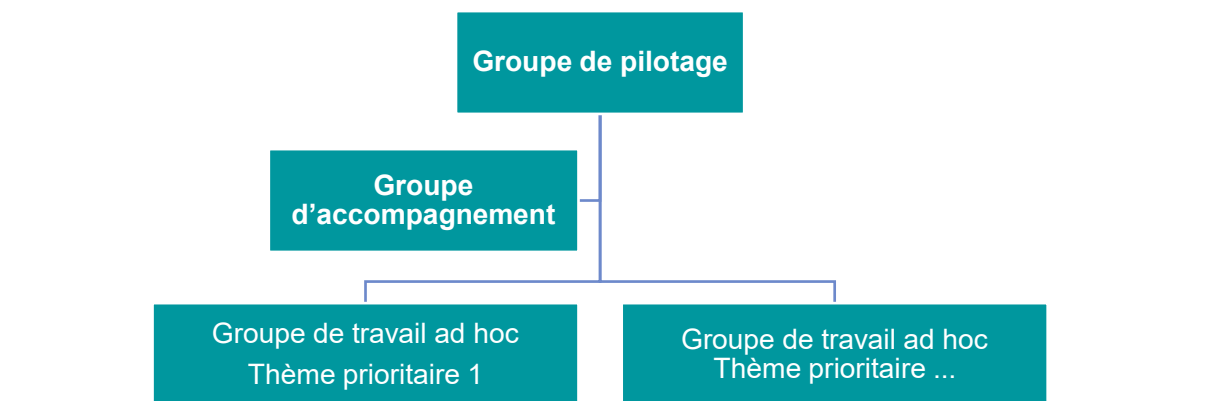 Groupe de pilotage
Groupe
d’accompagnement
Groupe de travail ad hoc
Thème prioritaire 1
Groupe de travail ad hoc
Thème prioritaire ...